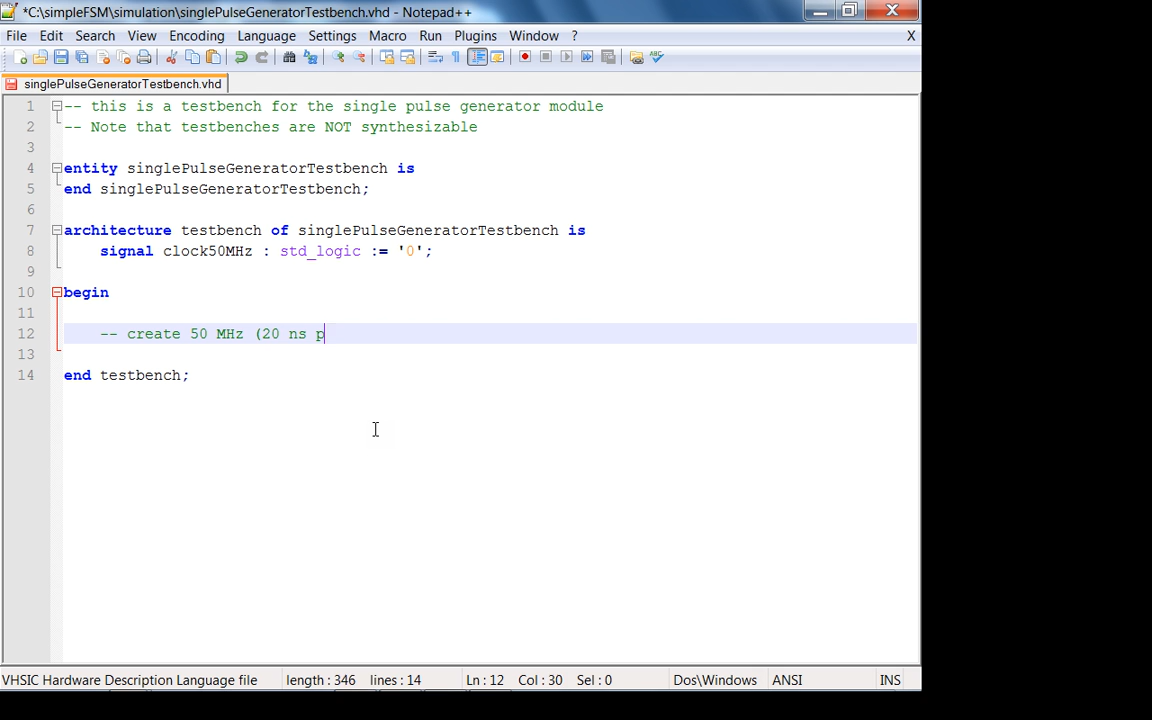 *C:\simpleFSM\simulation\singlePulseGeneratorTestbench.vhd - Notepad++
File Edit Search View Encoding Language Settings Macro Run Plugins Window ? X
singlePulseGeneratorTestbench.vhd
1 -- this is a testbench for the single pulse generator module
2 -- Note that testbenches are NOT synthesizable
3
4 entity singlePulseGeneratorTestbench is
5 end singlePulseGeneratorTestbench;
6
7 architecture testbench of singlePulseGeneratorTestbench is
8 signal clock50MHz : std_logic := '0';
9
10 begin
11
12 -- create 50 MHz (20 ns p
13
14 end testbench;
VHSIC Hardware Description Language file length : 346 lines : 14 Ln : 12 Col : 30 Sel : 0 Dos\Windows ANSI INS